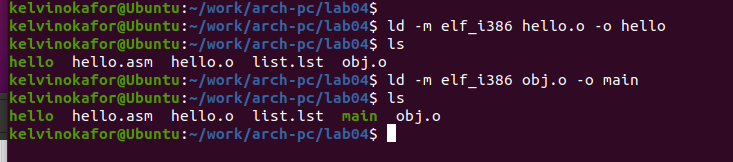 kelvinokafor@Ubuntu:~/work/arch-pc/lab04$ ld -m elf_i386 hello.o -o hello
kelvinokafor@Ubuntu:~/work/arch-pc/lab04$ ls
hello  hello.asm  hello.o  list.lst  obj.o
kelvinokafor@Ubuntu:~/work/arch-pc/lab04$ ld -m elf_i386 obj.o -o main
kelvinokafor@Ubuntu:~/work/arch-pc/lab04$ ls
hello  hello.asm  hello.o  list.lst  main  obj.o
kelvinokafor@Ubuntu:~/work/arch-pc/lab04$